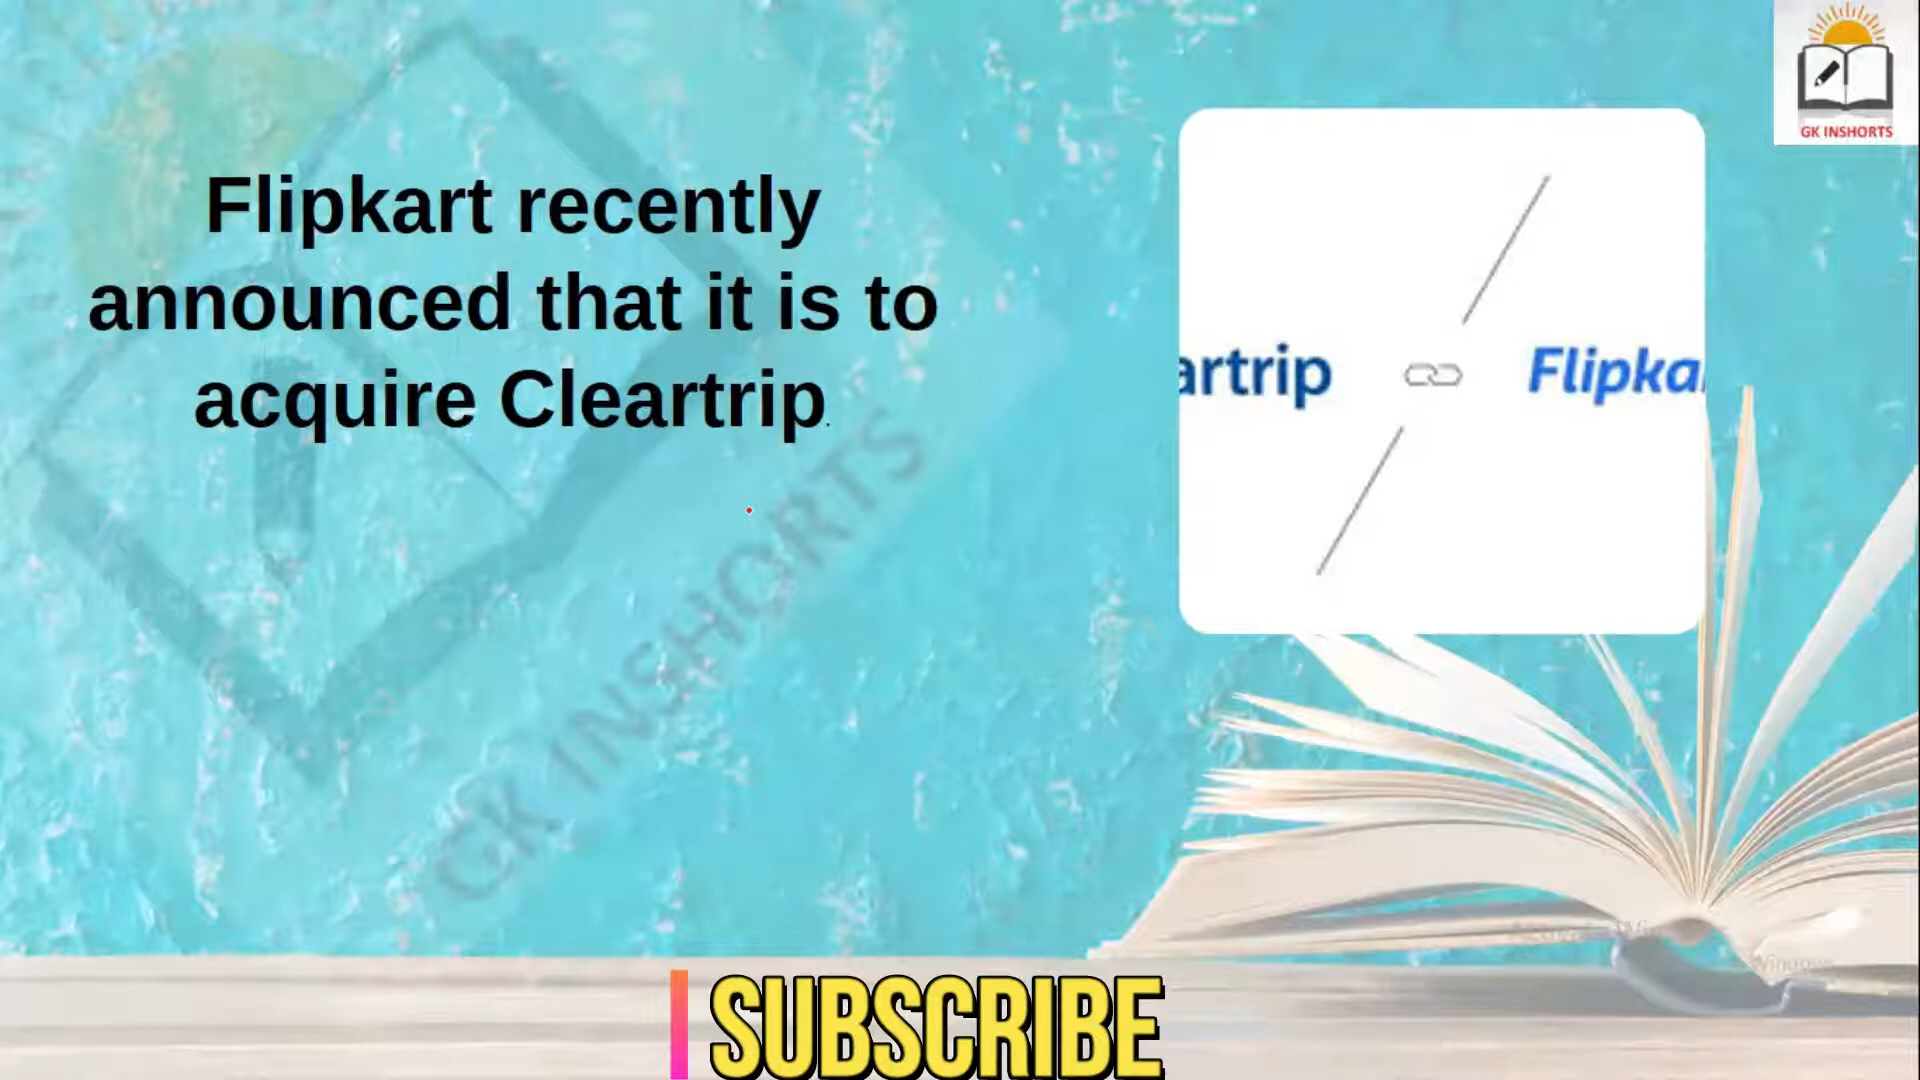 GK INSHORTS
Flipkart recently
announced that it is to
acquire Cleartrip.
artrip
Flipka
GK INSHORTS
SUBSCRIBE